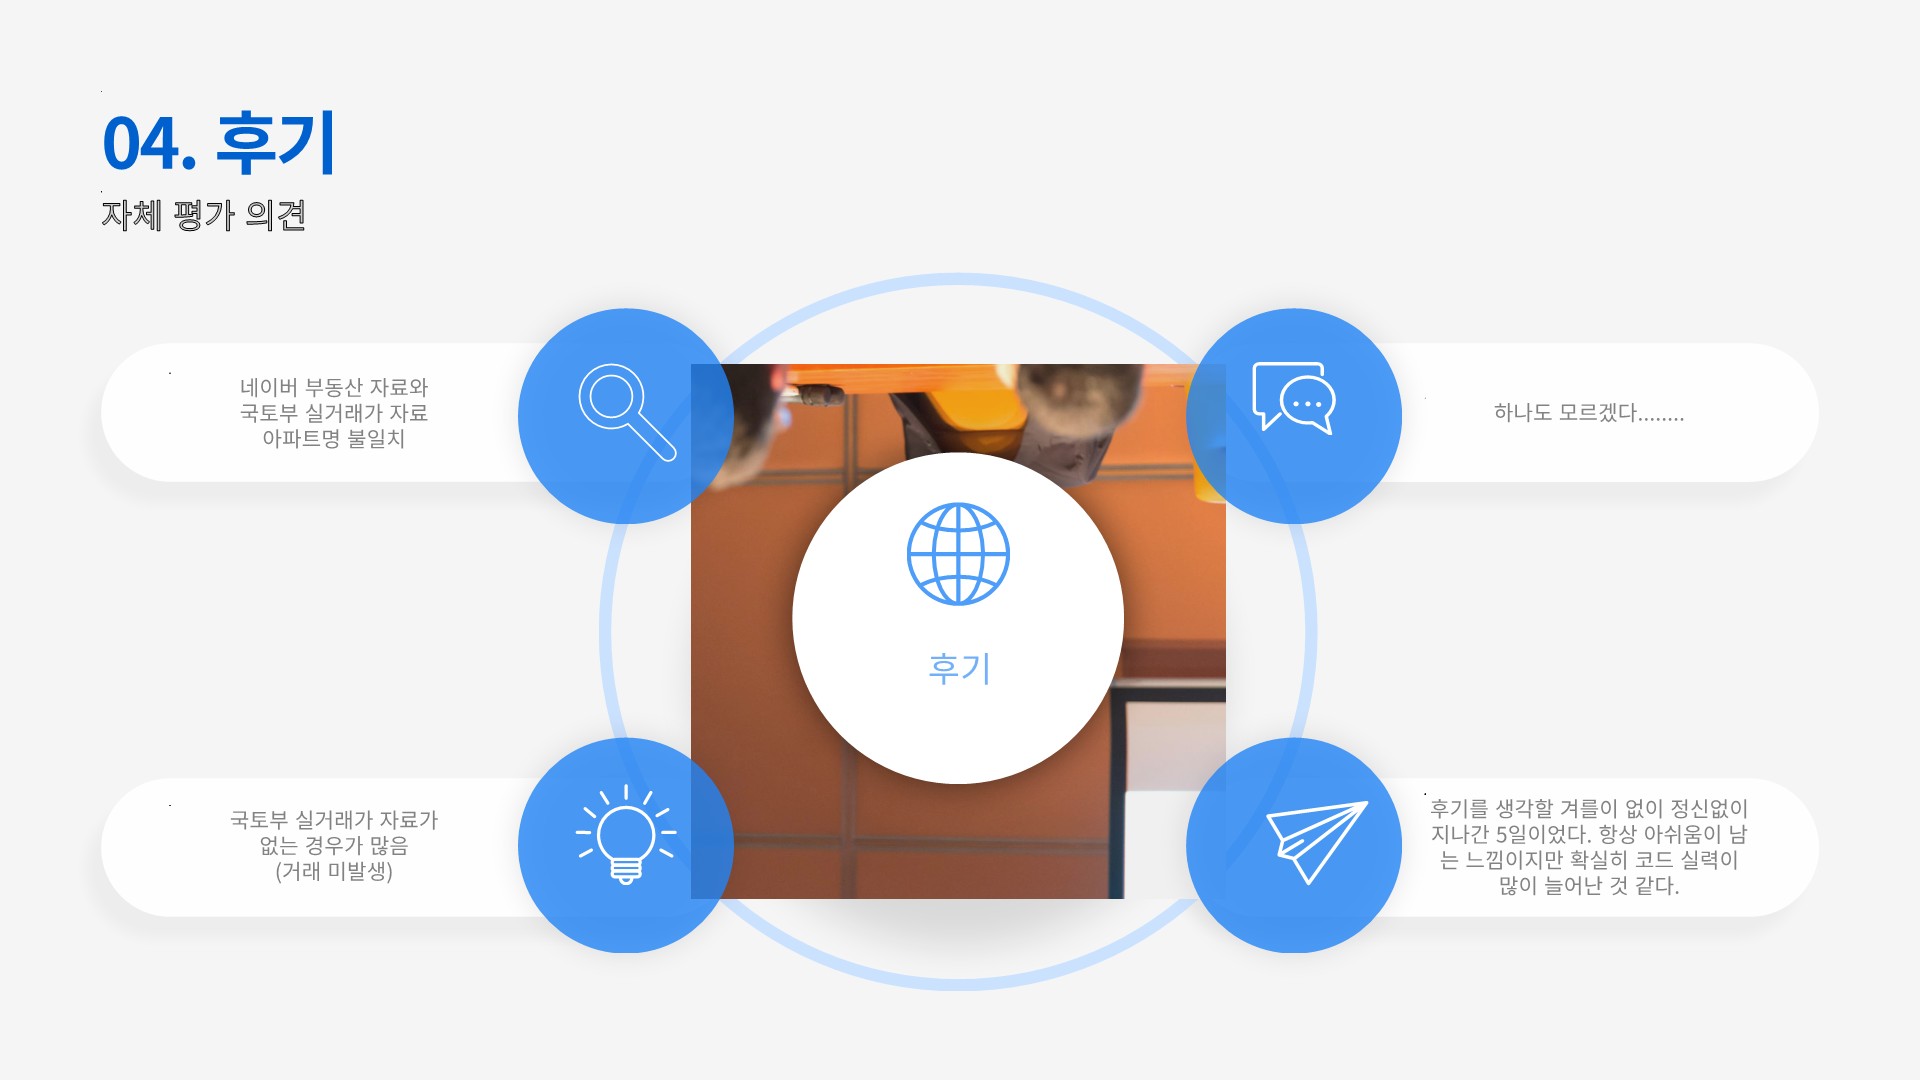 04. 후기
자체 평가 의견
네이버 부동산 자료와
국토부 실거래가 자료
아파트명 불일치
하나도 모르겠다........
후기
국토부 실거래가 자료가
없는 경우가 많음
(거래 미발생)
후기를 생각할 겨를이 없이 정신없이
지나간 5일이었다. 항상 아쉬움이 남
는 느낌이지만 확실히 코드 실력이
많이 늘어난 것 같다.